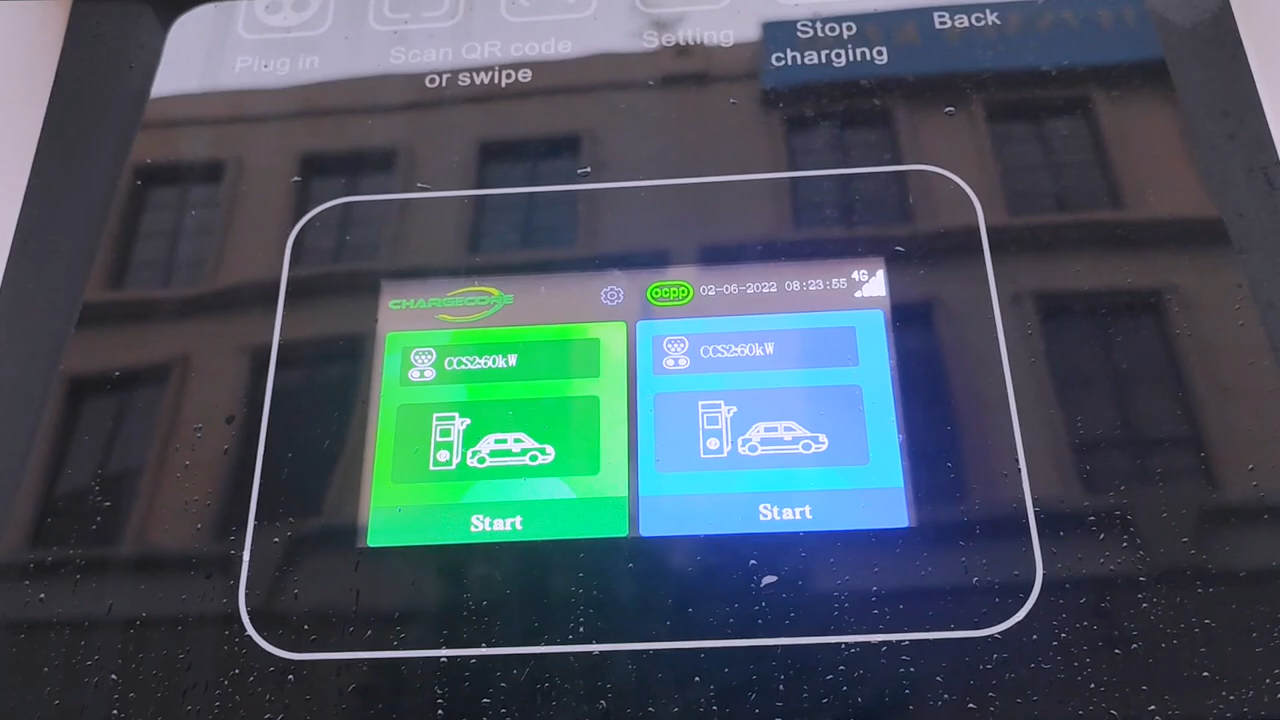 Plug in
Scan QR code
or swipe
Setting
Stop
charging
Back
CHARGECORE
ocpp
02-06-2022 08:23:55
4G
CCS2:60kW
CCS2:60kW
Start
Start